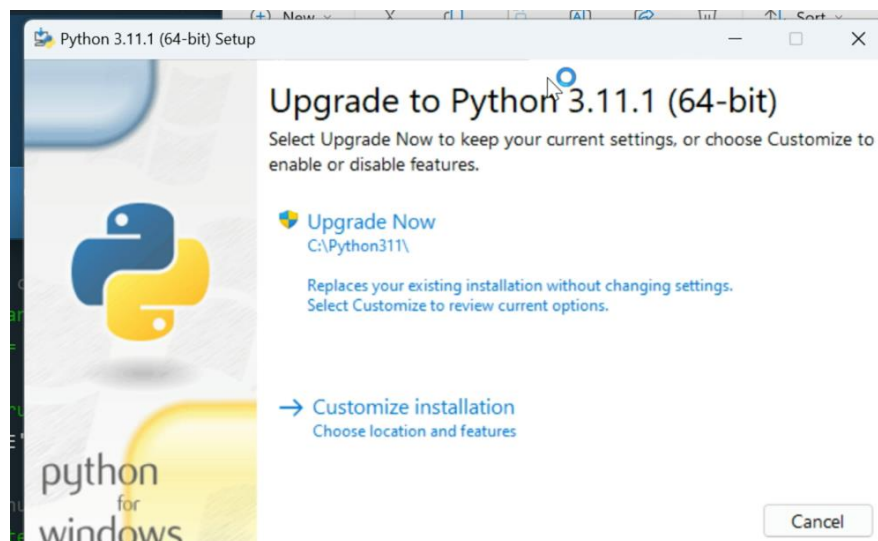 New
Sort
Python 3.11.1 (64-bit) Setup
Upgrade to Python 3.11.1 (64-bit)
Select Upgrade Now to keep your current settings, or choose Customize to
enable or disable features.
Upgrade Now
C:\Python311\
Replaces your existing installation without changing settings.
Select Customize to review current options.
Customize installation
Choose location and features
python
for
windows
Cancel